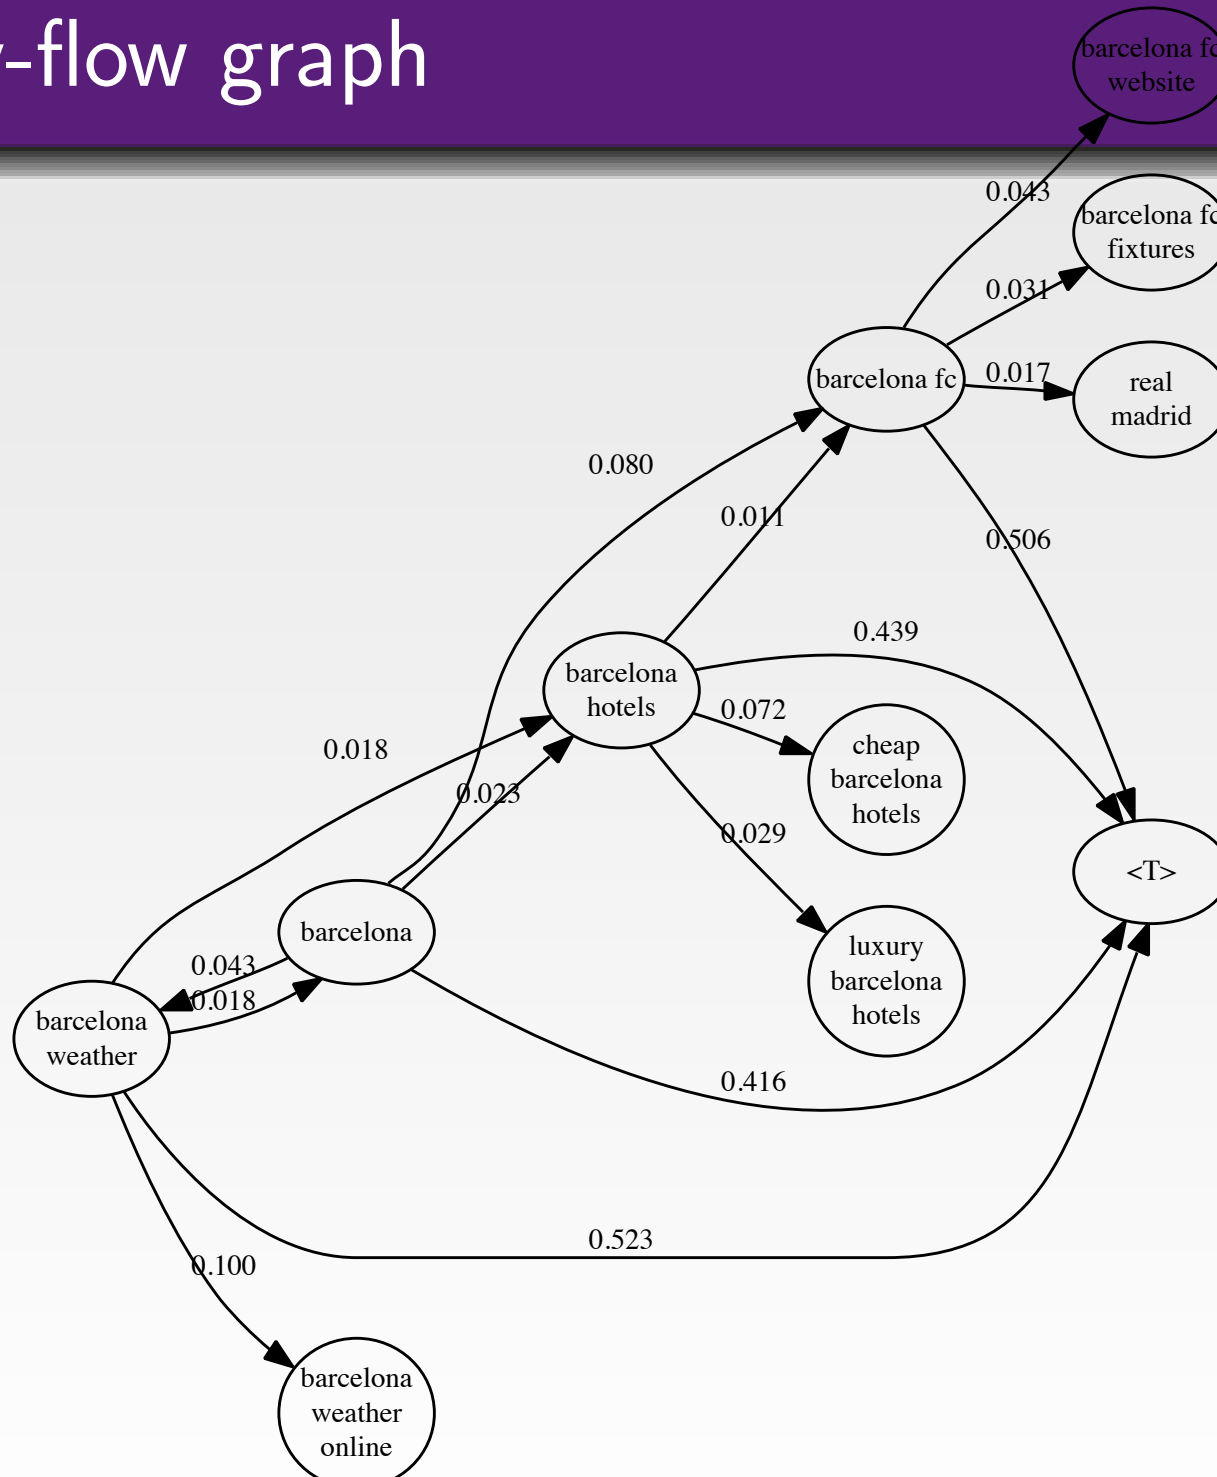 -flow graph
barcelona fc
website
0.043
barcelona fc
fixtures
0.031
barcelona fc
0.017
real
madrid
0.080
0.011
0.506
0.439
barcelona
hotels
0.072
0.018
cheap
barcelona
hotels
0.023
0.029
<T>
barcelona
luxury
barcelona
hotels
0.043
0.018
barcelona
weather
0.416
0.523
0.100
barcelona
weather
online